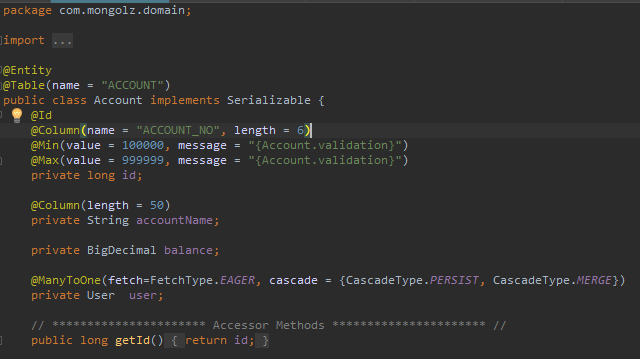 package com.mongolz.domain;
import ...
@Entity
@Table(name = "ACCOUNT")
public class Account implements Serializable {
@Id
@Column(name = "ACCOUNT_NO", length = 6)
@Min(value = 100000, message = "{Account.validation}")
@Max(value = 999999, message = "{Account.validation}")
private long id;
@Column(length = 50)
private String accountName;
private BigDecimal balance;
@ManyToOne(fetch=FetchType.EAGER, cascade = {CascadeType.PERSIST, CascadeType.MERGE})
private User  user;
// ********************** Accessor Methods ********************** //
public long getId() { return id; }